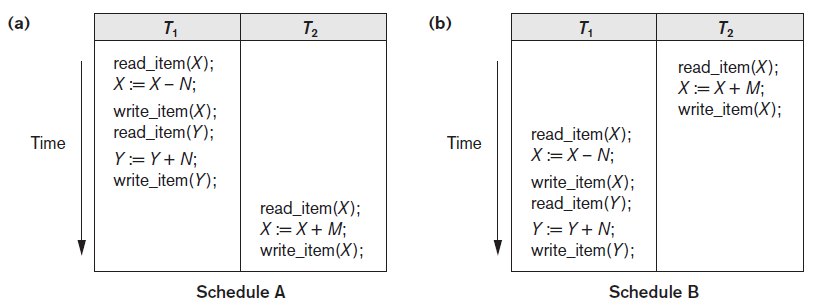 (a)
T1 T2
read_item(X);
X := X – N;
write_item(X);
read_item(Y);
Time
Y := Y + N;
write_item(Y);
read_item(X);
X := X + M;
write_item(X);
Schedule A
(b)
T1 T2
read_item(X);
X := X + M;
write_item(X);
Time
read_item(X);
X := X – N;
write_item(X);
read_item(Y);
Y := Y + N;
write_item(Y);
Schedule B